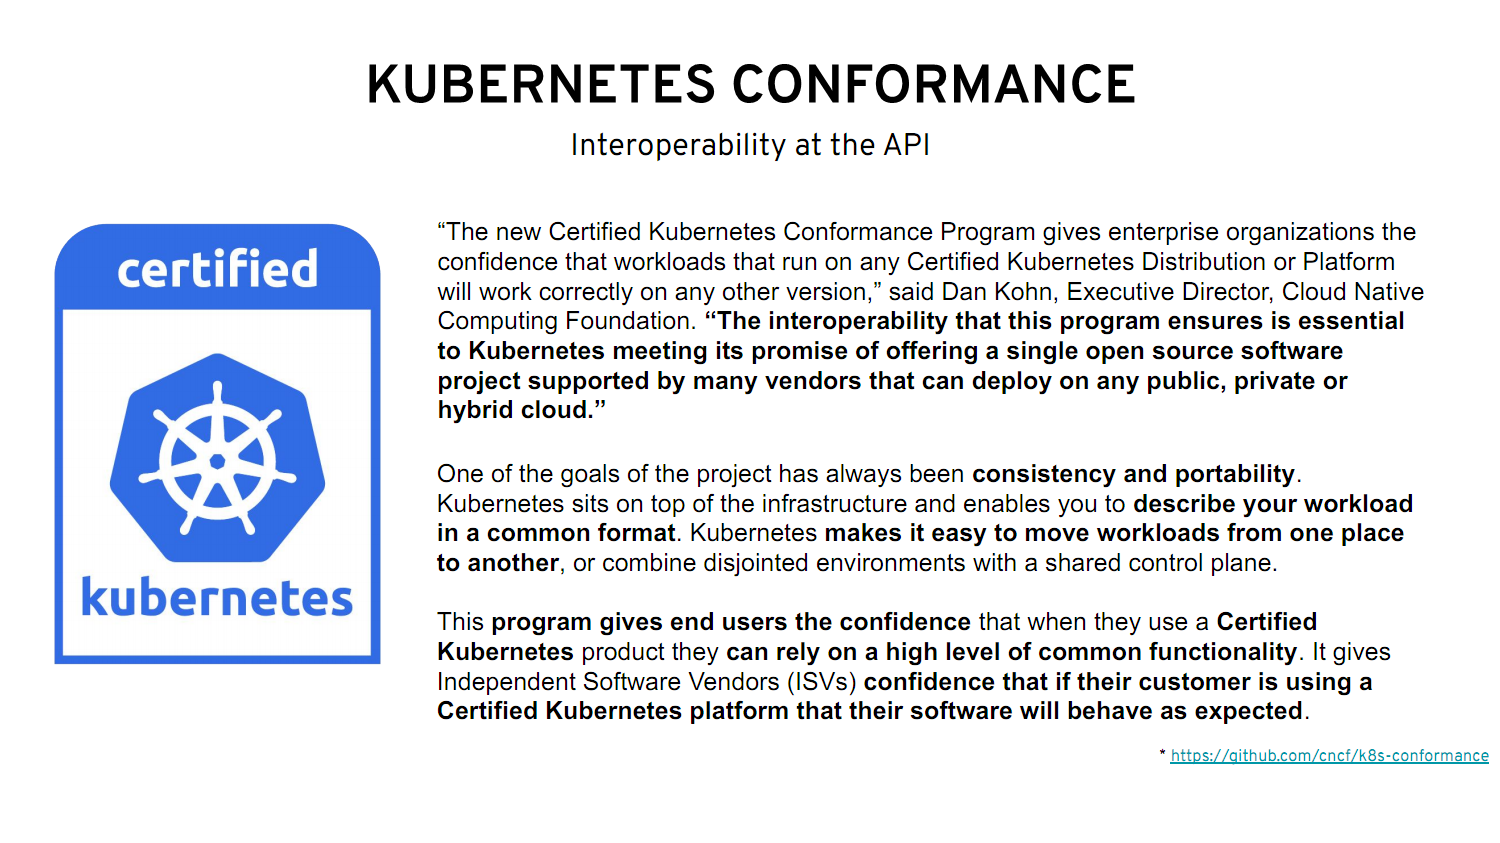 KUBERNETES CONFORMANCE
Interoperability at the API
certified
kubernetes
“The new Certified Kubernetes Conformance Program gives enterprise organizations the
confidence that workloads that run on any Certified Kubernetes Distribution or Platform
will work correctly on any other version,” said Dan Kohn, Executive Director, Cloud Native
Computing Foundation. “The interoperability that this program ensures is essential
to Kubernetes meeting its promise of offering a single open source software
project supported by many vendors that can deploy on any public, private or
hybrid cloud.”
One of the goals of the project has always been consistency and portability.
Kubernetes sits on top of the infrastructure and enables you to describe your workload
in a common format. Kubernetes makes it easy to move workloads from one place
to another, or combine disjointed environments with a shared control plane.
This program gives end users the confidence that when they use a Certified
Kubernetes product they can rely on a high level of common functionality. It gives
Independent Software Vendors (ISVs) confidence that if their customer is using a
Certified Kubernetes platform that their software will behave as expected.
* https://github.com/cncf/k8s-conformance